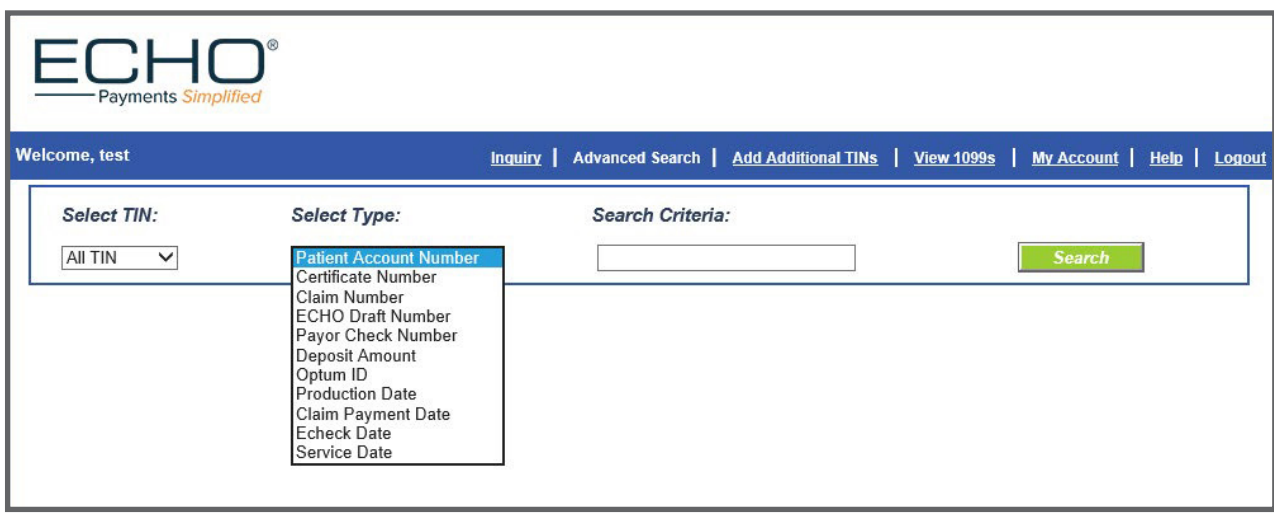 ECHO®
Payments Simplified
Welcome, test
Inquiry | Advanced Search | Add Additional TINs | View 1099s | My Account | Help | Logout
Select TIN: Select Type: Search Criteria:
All TIN Patient Account Number Search
Certificate Number
Claim Number
ECHO Draft Number
Payor Check Number
Deposit Amount
Optum ID
Production Date
Claim Payment Date
Echeck Date
Service Date